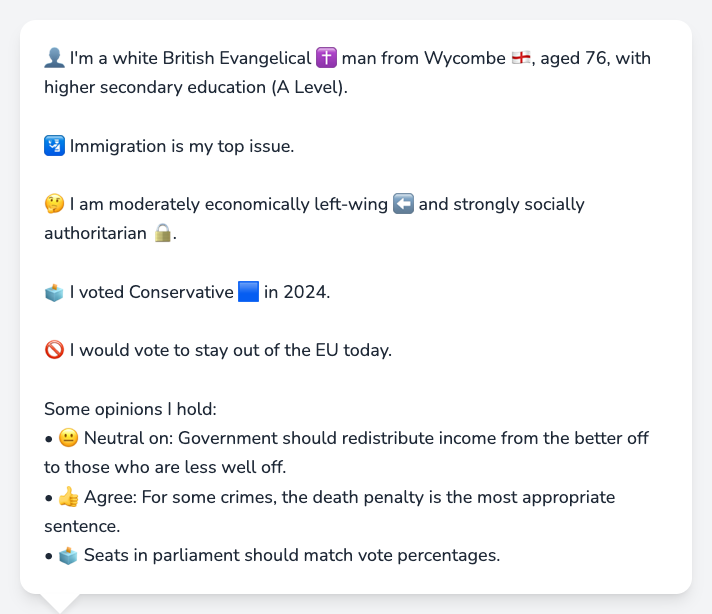 👤 I'm a white British Evangelical ✝️ man from Wycombe 🏴󠁧󠁢󠁥󠁮󠁧󠁿, aged 76, with
higher secondary education (A Level).
🛂 Immigration is my top issue.
🤔 I am moderately economically left-wing ⬅️ and strongly socially
authoritarian 🔒.
🗳️ I voted Conservative 🟦 in 2024.
🚫 I would vote to stay out of the EU today.
Some opinions I hold:
• 😐 Neutral on: Government should redistribute income from the better off
to those who are less well off.
• 👍 Agree: For some crimes, the death penalty is the most appropriate
sentence.
• 🗳️ Seats in parliament should match vote percentages.